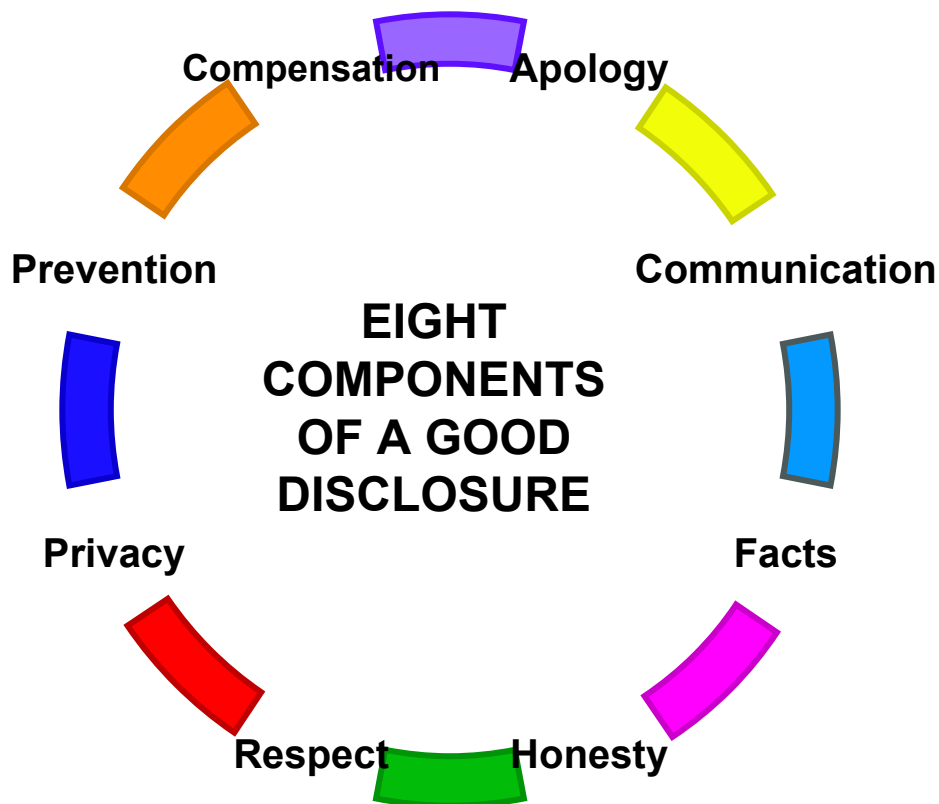 Compensation
Apology
Prevention
Communication
EIGHT
COMPONENTS
OF A GOOD
DISCLOSURE
Privacy
Facts
Respect
Honesty